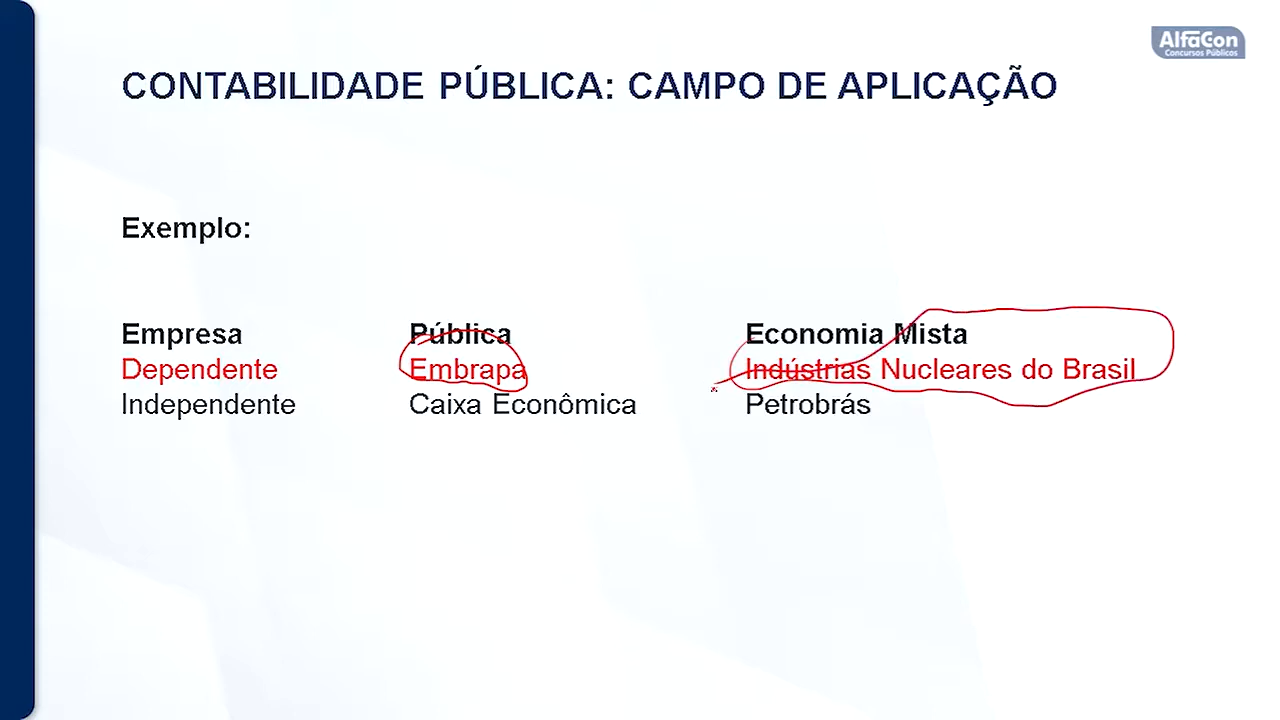 AlfaCon
Concursos Públicos
CONTABILIDADE PÚBLICA: CAMPO DE APLICAÇÃO
Exemplo:
Empresa Pública Economia Mista
Dependente Embrapa Indústrias Nucleares do Brasil
Independente Caixa Econômica Petrobrás